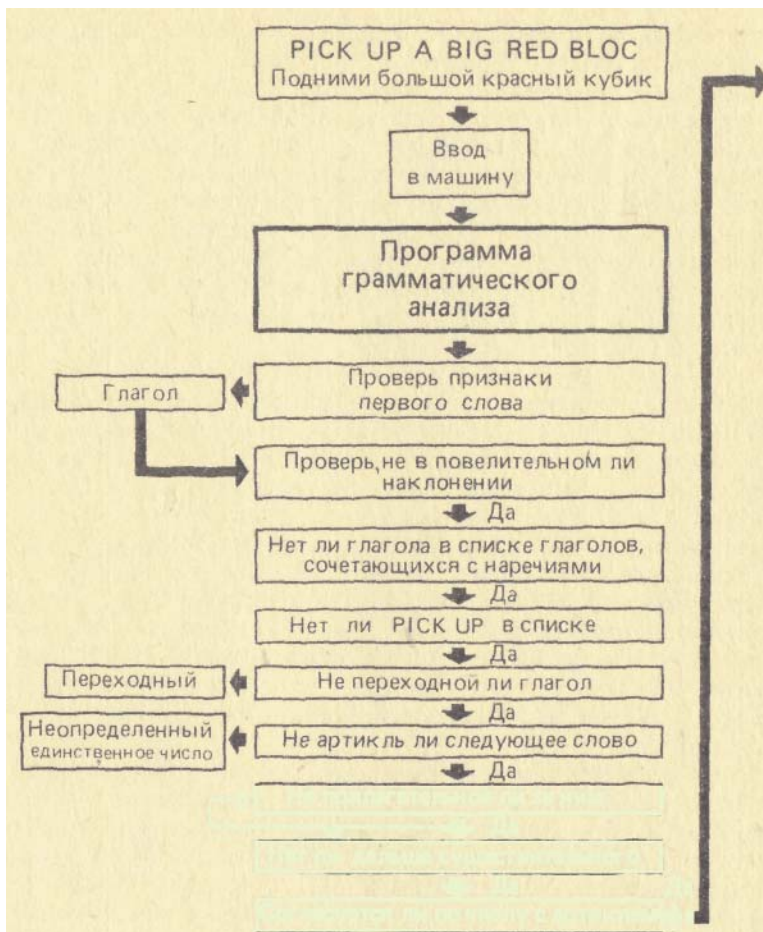 PICK UP A BIG RED BLOC
Подними большой красный кубик
Ввод
в машину
Программа
грамматического
анализа
Проверь признаки
первого слова
Глагол
Проверь, не в повелительном ли
наклонении
Да
Нет ли глагола в списке глаголов,
сочетающихся с наречиями
Да
Нет ли PICK UP в списке
Да
Не переходной ли глагол
Переходный
Да
Не артикль ли следующее слово
Неопределенный
единственное число
Да